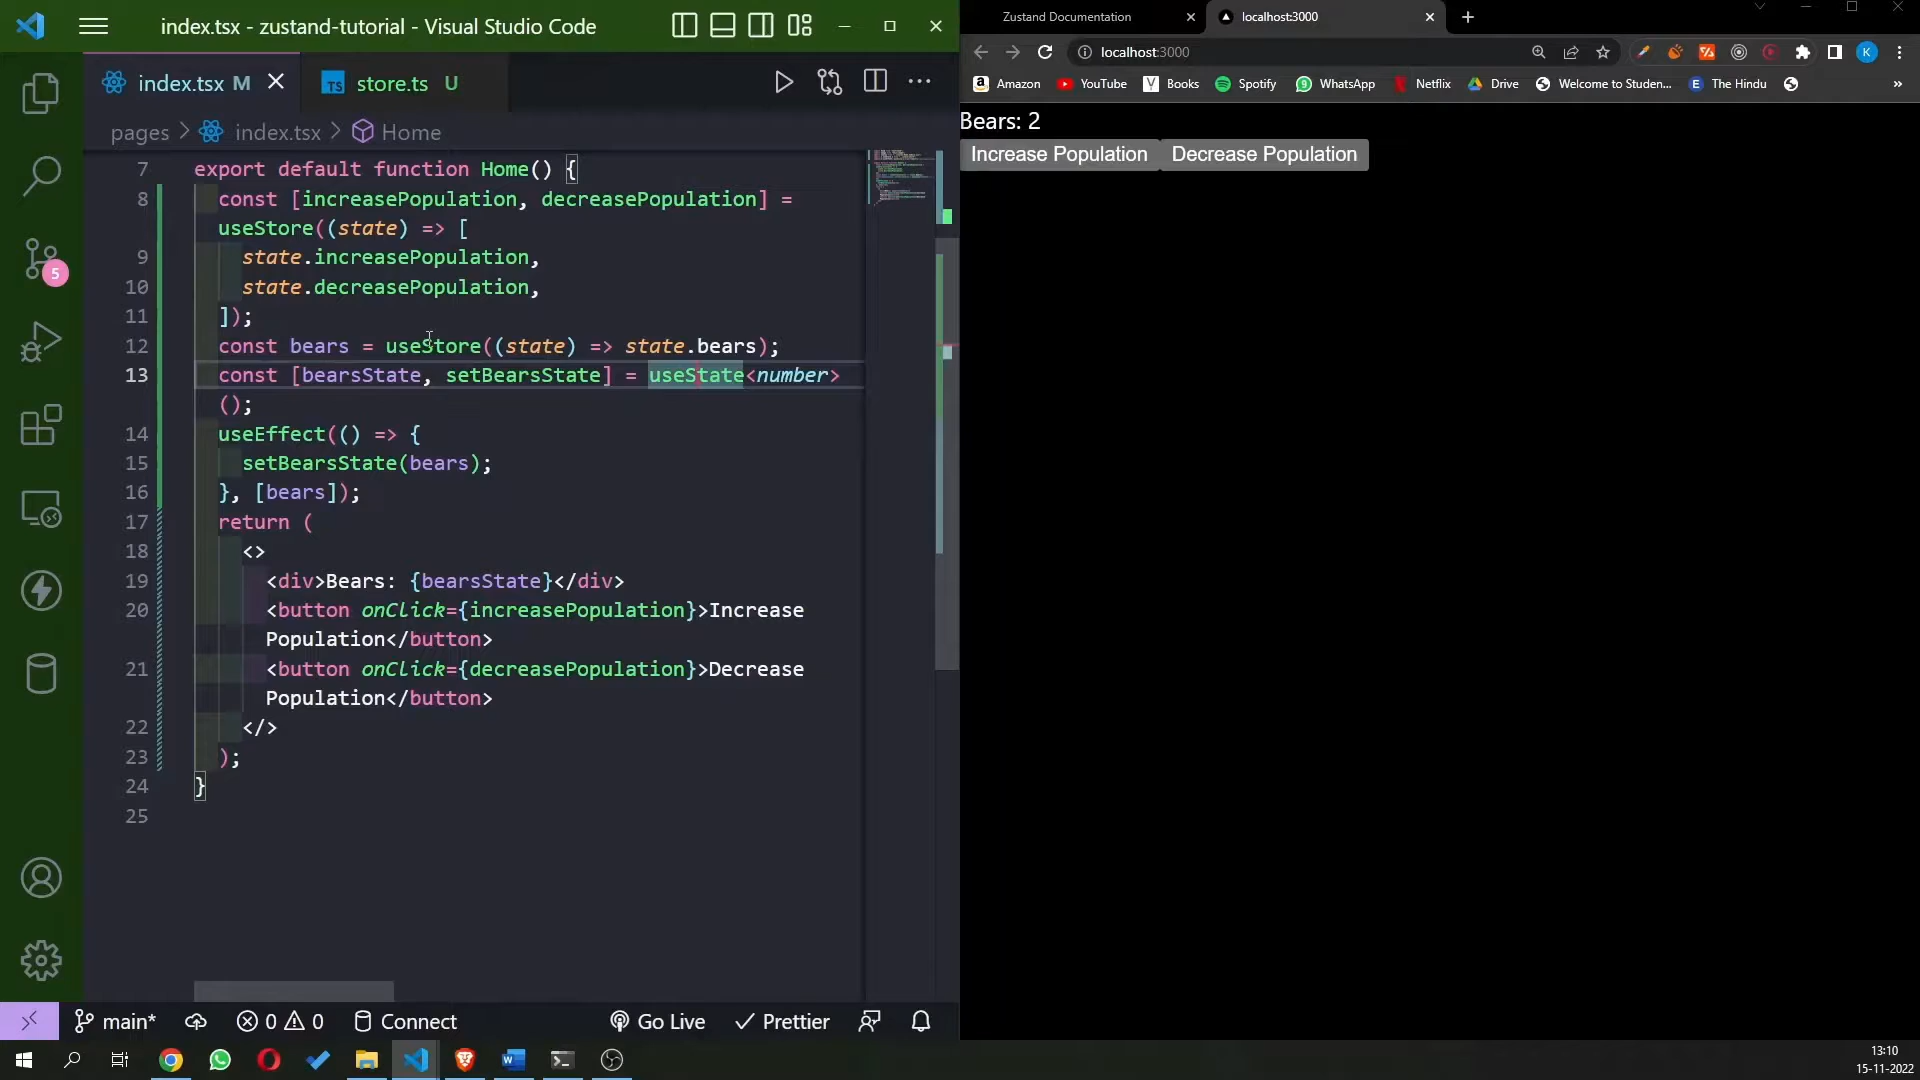 index.tsx - zustand-tutorial - Visual Studio Code
index.tsx M
store.ts U
pages > index.tsx > Home
7 export default function Home() {
8 const [increasePopulation, decreasePopulation] =
useStore((state) => [
9 state.increasePopulation,
10 state.decreasePopulation,
11 ]);
12 const bears = useStore((state) => state.bears);
13 const [bearsState, setBearsState] = useState<number>
();
14 useEffect(() => {
15 setBearsState(bears);
16 }, [bears]);
17 return (
18 <>
19 <div>Bears: {bearsState}</div>
20 <button onClick={increasePopulation}>Increase
Population</button>
21 <button onClick={decreasePopulation}>Decrease
Population</button>
22 </>
23 );
24 }
25
5
main*
0 0
Connect
Go Live
Prettier
Zustand Documentation
localhost:3000
localhost:3000
K
Amazon
YouTube
Books
Spotify
WhatsApp
Netflix
Drive
Welcome to Studen...
The Hindu
Bears: 2
Increase Population
Decrease Population
13:10
15-11-2022